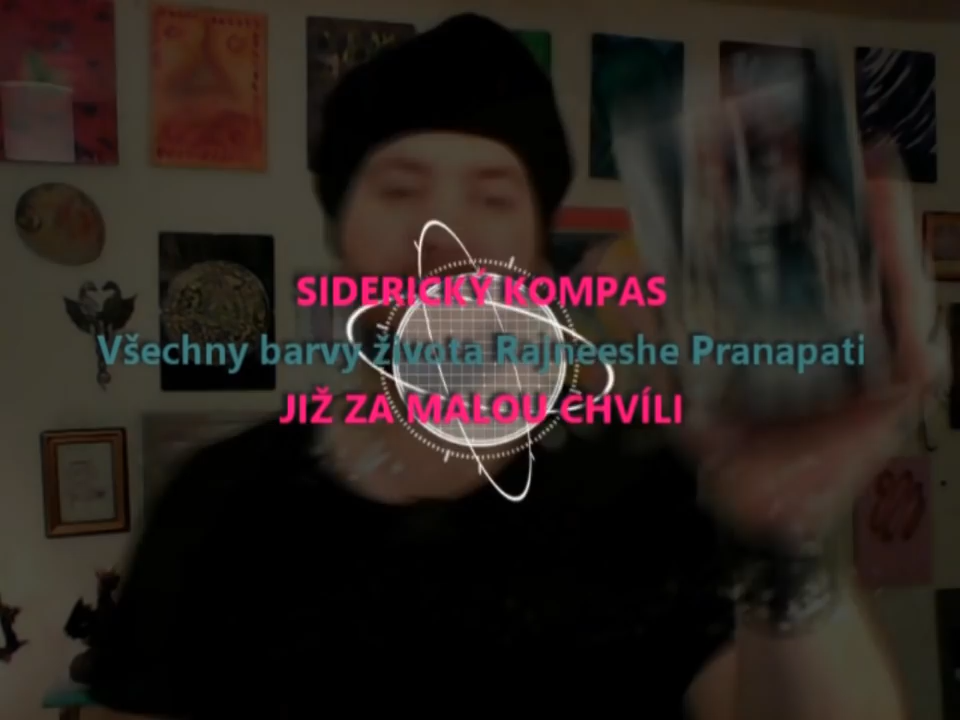 SIDERICKÝ KOMPAS
Všechny barvy života Rajneeshe Pranapati
JIŽ ZA MALOU CHVÍLI